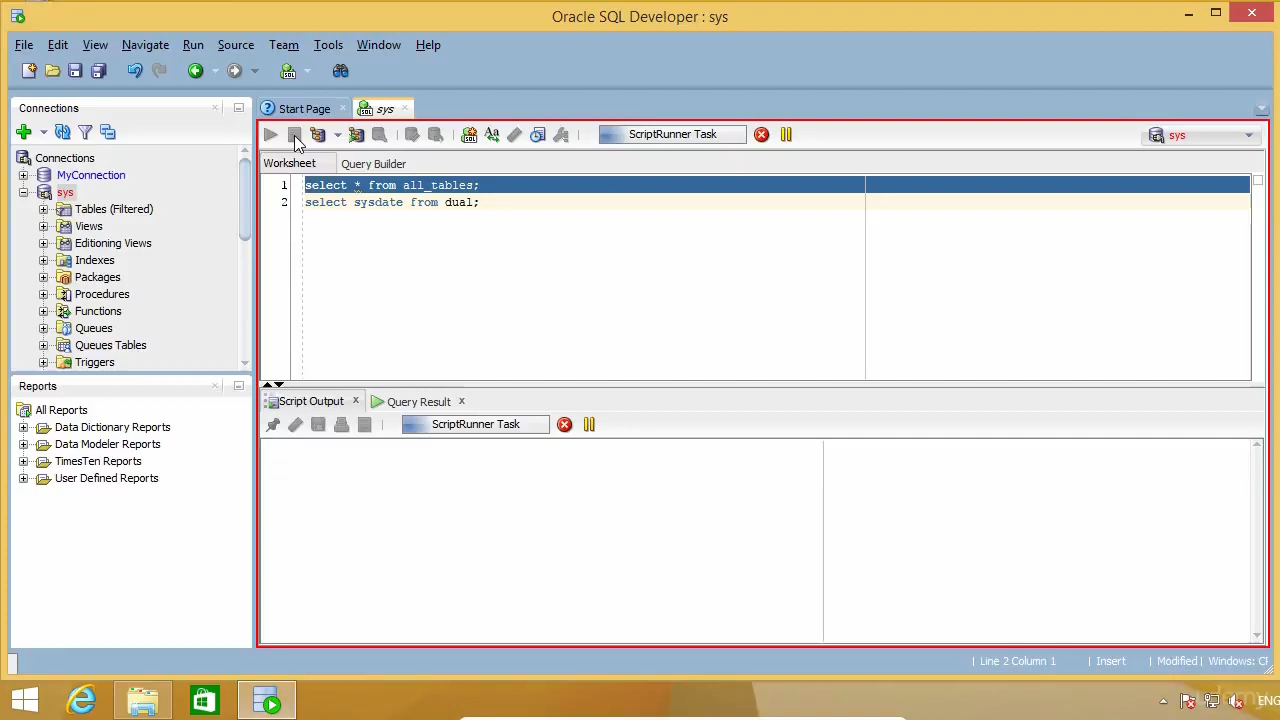 Oracle SQL Developer : sys
File Edit View Navigate Run Source Team Tools Window Help
Connections
Start Page
sys
ScriptRunner Task
sys
Worksheet
Query Builder
Connections
MyConnection
sys
Tables (Filtered)
Views
Editioning Views
Indexes
Packages
Procedures
Functions
Queues
Queues Tables
Triggers
1 select * from all_tables;
2 select sysdate from dual;
Reports
All Reports
Data Dictionary Reports
Data Modeler Reports
TimesTen Reports
User Defined Reports
Script Output
Query Result
ScriptRunner Task
Line 2 Column 1
Insert
Modified
Windows:
ENG